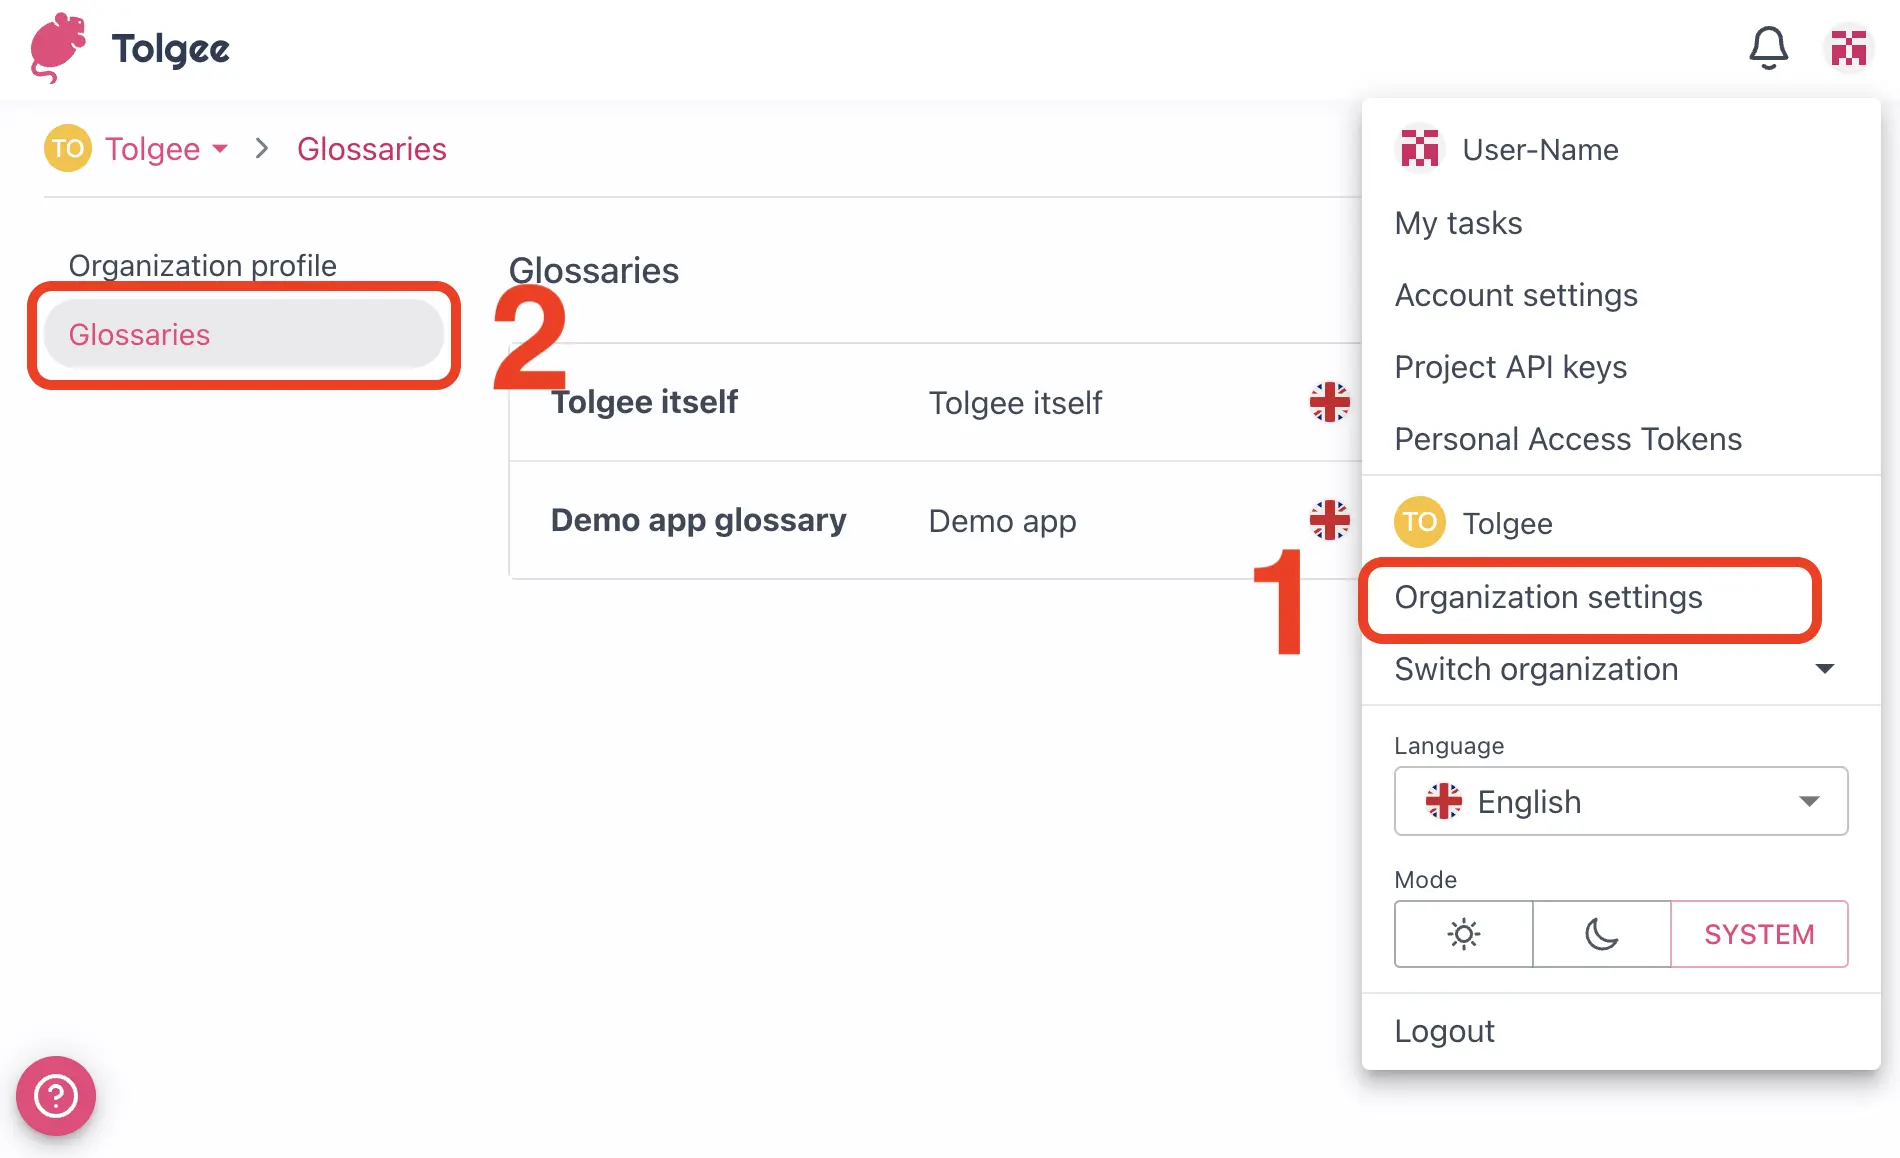 Tolgee
TO Tolgee Glossaries
Organization profile
Glossaries
2
Glossaries
Tolgee itself Tolgee itself
Demo app glossary Demo app
1
User-Name
My tasks
Account settings
Project API keys
Personal Access Tokens
TO Tolgee
Organization settings
Switch organization
Language
English
Mode
SYSTEM
Logout
?